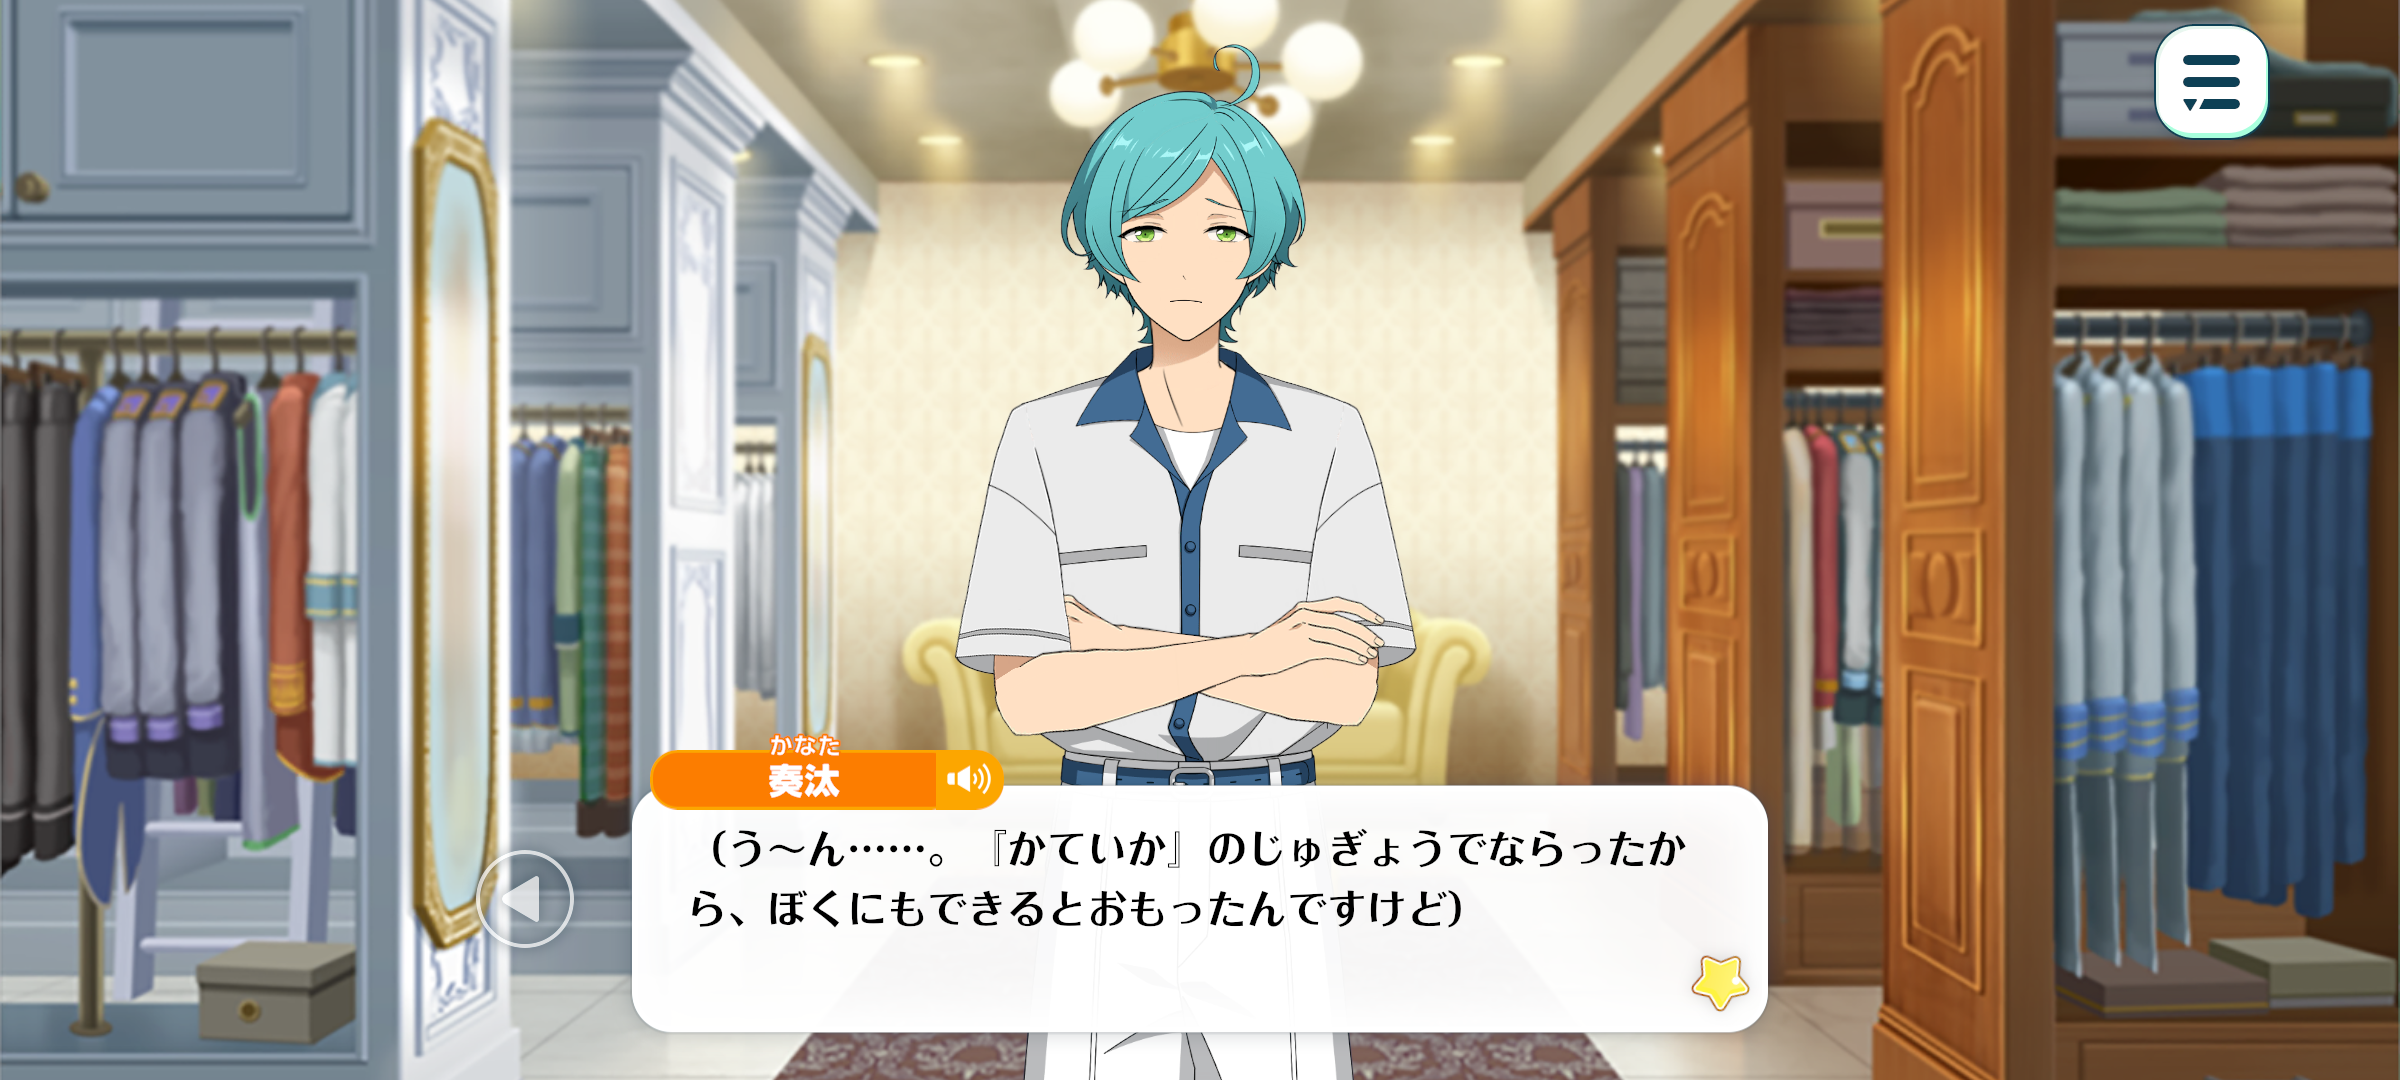 かなた
奏汰
（う～ん……。『かていか』のじゅぎょうでならったか
ら、ぼくにもできるとおもったんですけど）